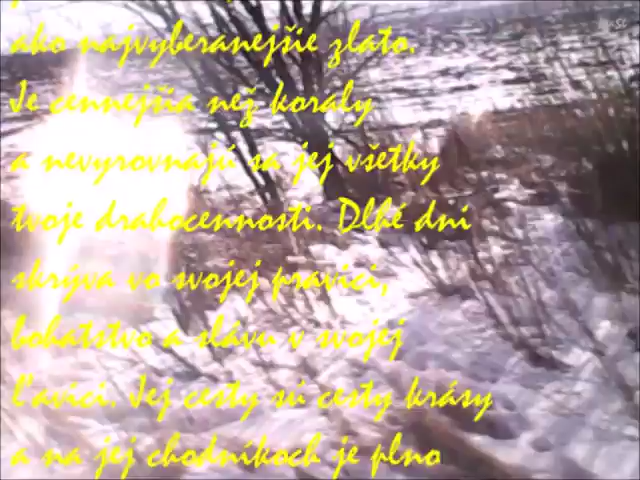 ako najvyberanejšie zlato.
Je cennejšia než koraly
a nevyrovnajú sa jej všetky
tvoje drahocennosti. Dlhé dni
skrýva vo svojej pravici,
bohatstvo a slávu v svojej
ľavici. Jej cesty sú cesty krásy
a na jej chodníkoch je plno